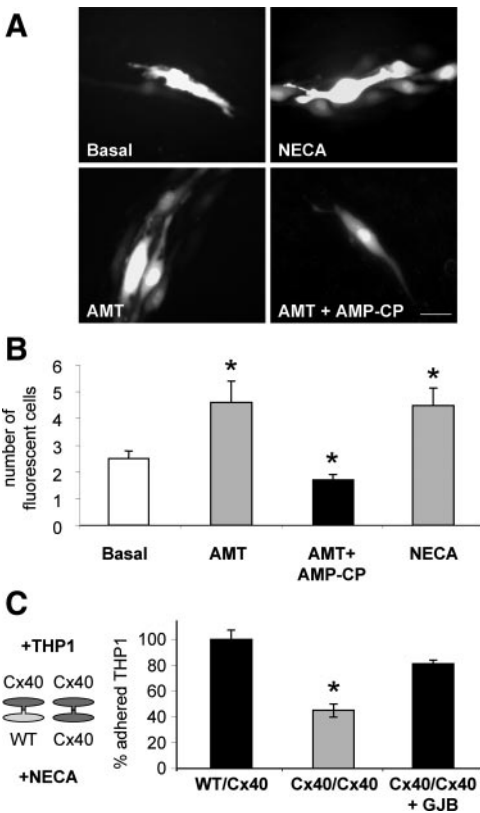 A
Basal
NECA
AMT
AMT + AMP-CP
B
number of
fluorescent cells
6
5
4
3
2
1
0
*
*
*
Basal
AMT
AMT+
AMP-CP
NECA
C
+THP1
Cx40 Cx40
WT Cx40
+NECA
% adhered THP1
100
80
60
40
20
0
*
WT/Cx40
Cx40/Cx40
Cx40/Cx40
+ GJB